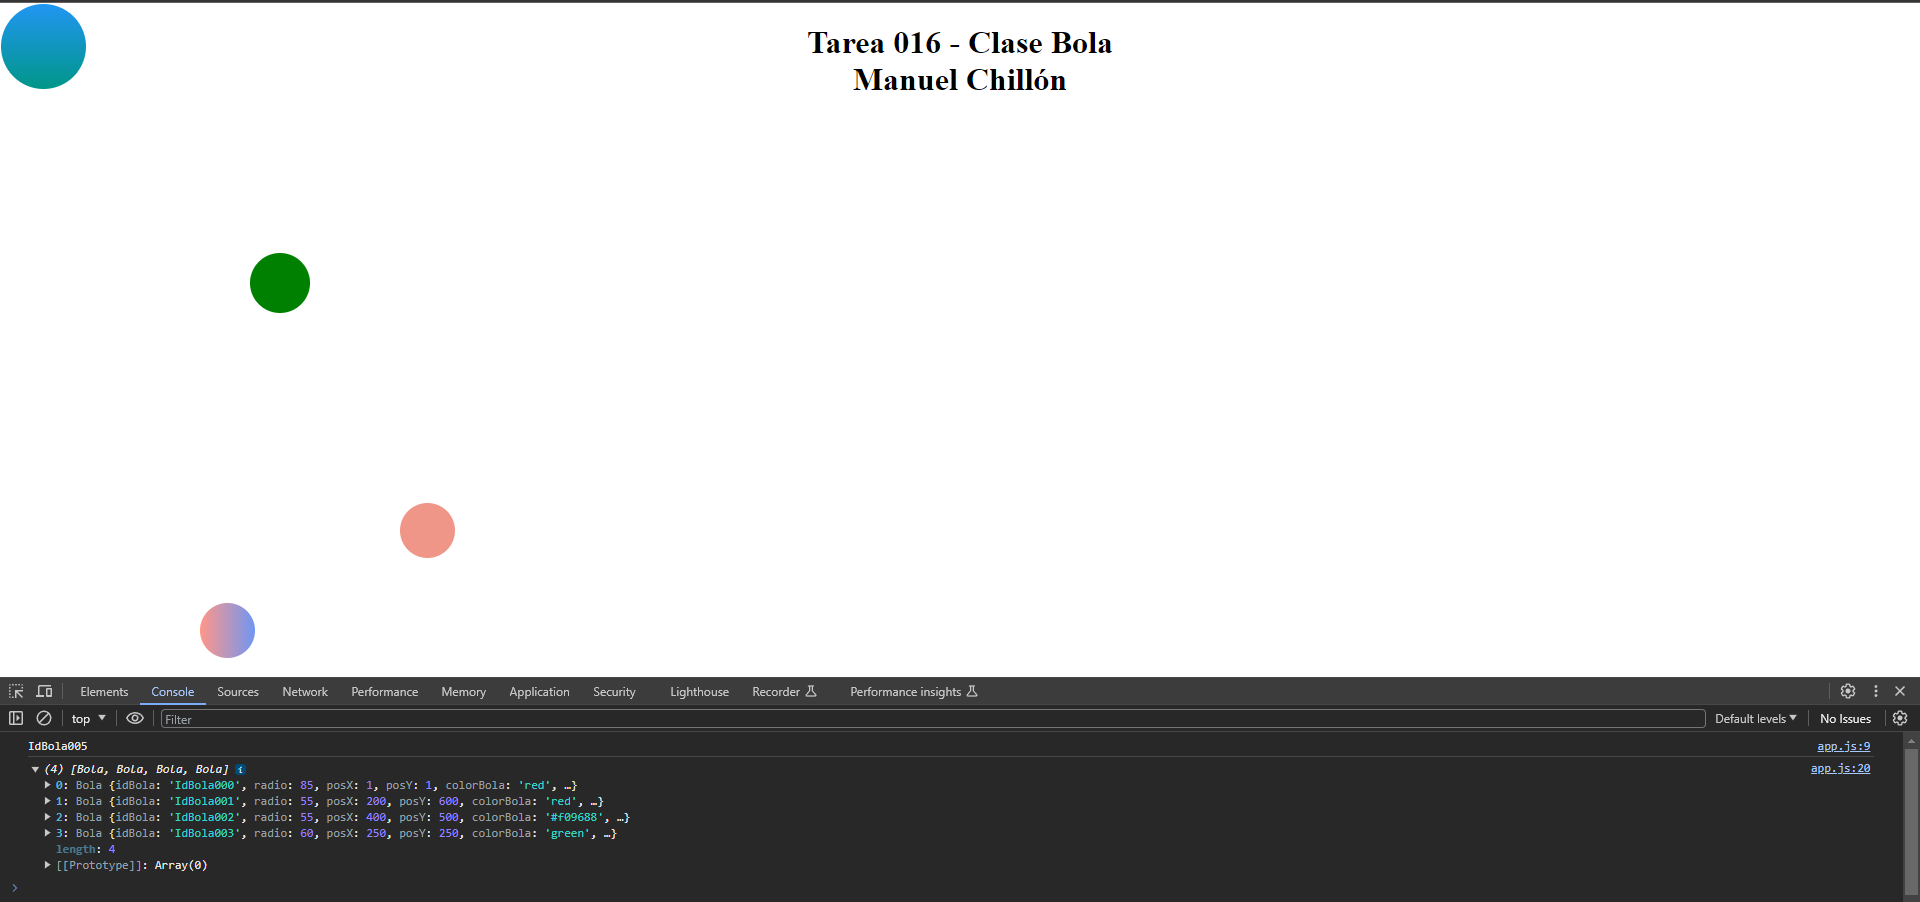 Tarea 016 - Clase Bola
Manuel Chillón
Elements Console Sources Network Performance Memory Application Security Lighthouse Recorder Performance insights
top Filter Default levels No Issues
IdBola005 app.js:9
(4) [Bola, Bola, Bola, Bola] i app.js:20
0: Bola {idBola: 'IdBola000', radio: 85, posX: 1, posY: 1, colorBola: 'red', …}
1: Bola {idBola: 'IdBola001', radio: 55, posX: 200, posY: 600, colorBola: 'red', …}
2: Bola {idBola: 'IdBola002', radio: 55, posX: 400, posY: 500, colorBola: '#f09688', …}
3: Bola {idBola: 'IdBola003', radio: 60, posX: 250, posY: 250, colorBola: 'green', …}
length: 4
[[Prototype]]: Array(0)